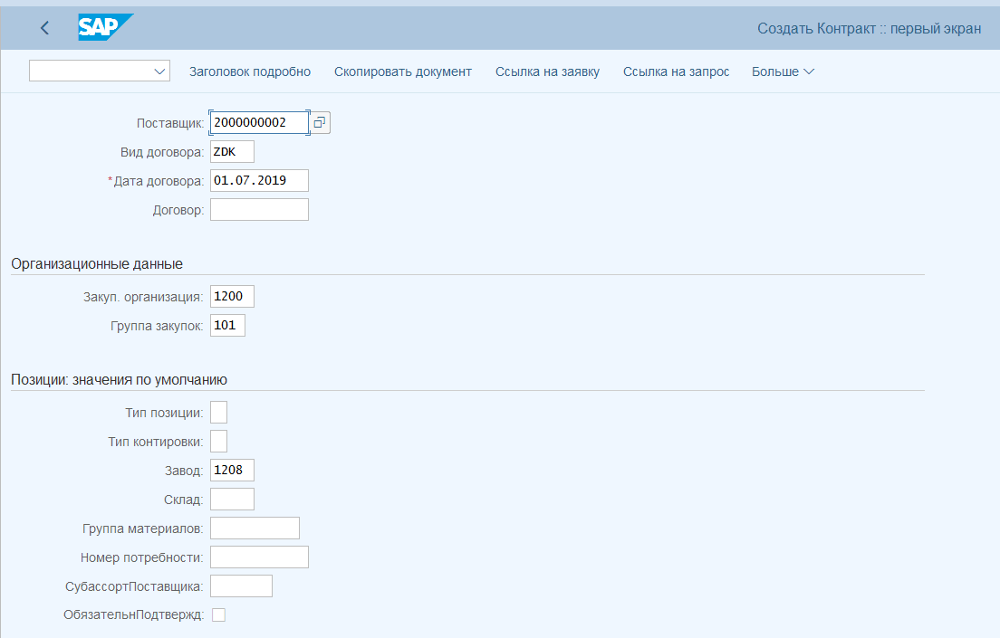 SAP Создать Контракт :: первый экран
Заголовок подробно Скопировать документ Ссылка на заявку Ссылка на запрос Больше
Поставщик: 2000000002
Вид договора: ZDK
*Дата договора: 01.07.2019
Договор:
Организационные данные
Закуп. организация: 1200
Группа закупок: 101
Позиции: значения по умолчанию
Тип позиции:
Тип контировки:
Завод: 1208
Склад:
Группа материалов:
Номер потребности:
СубассортПоставщика:
ОбязательнПодтвержд: